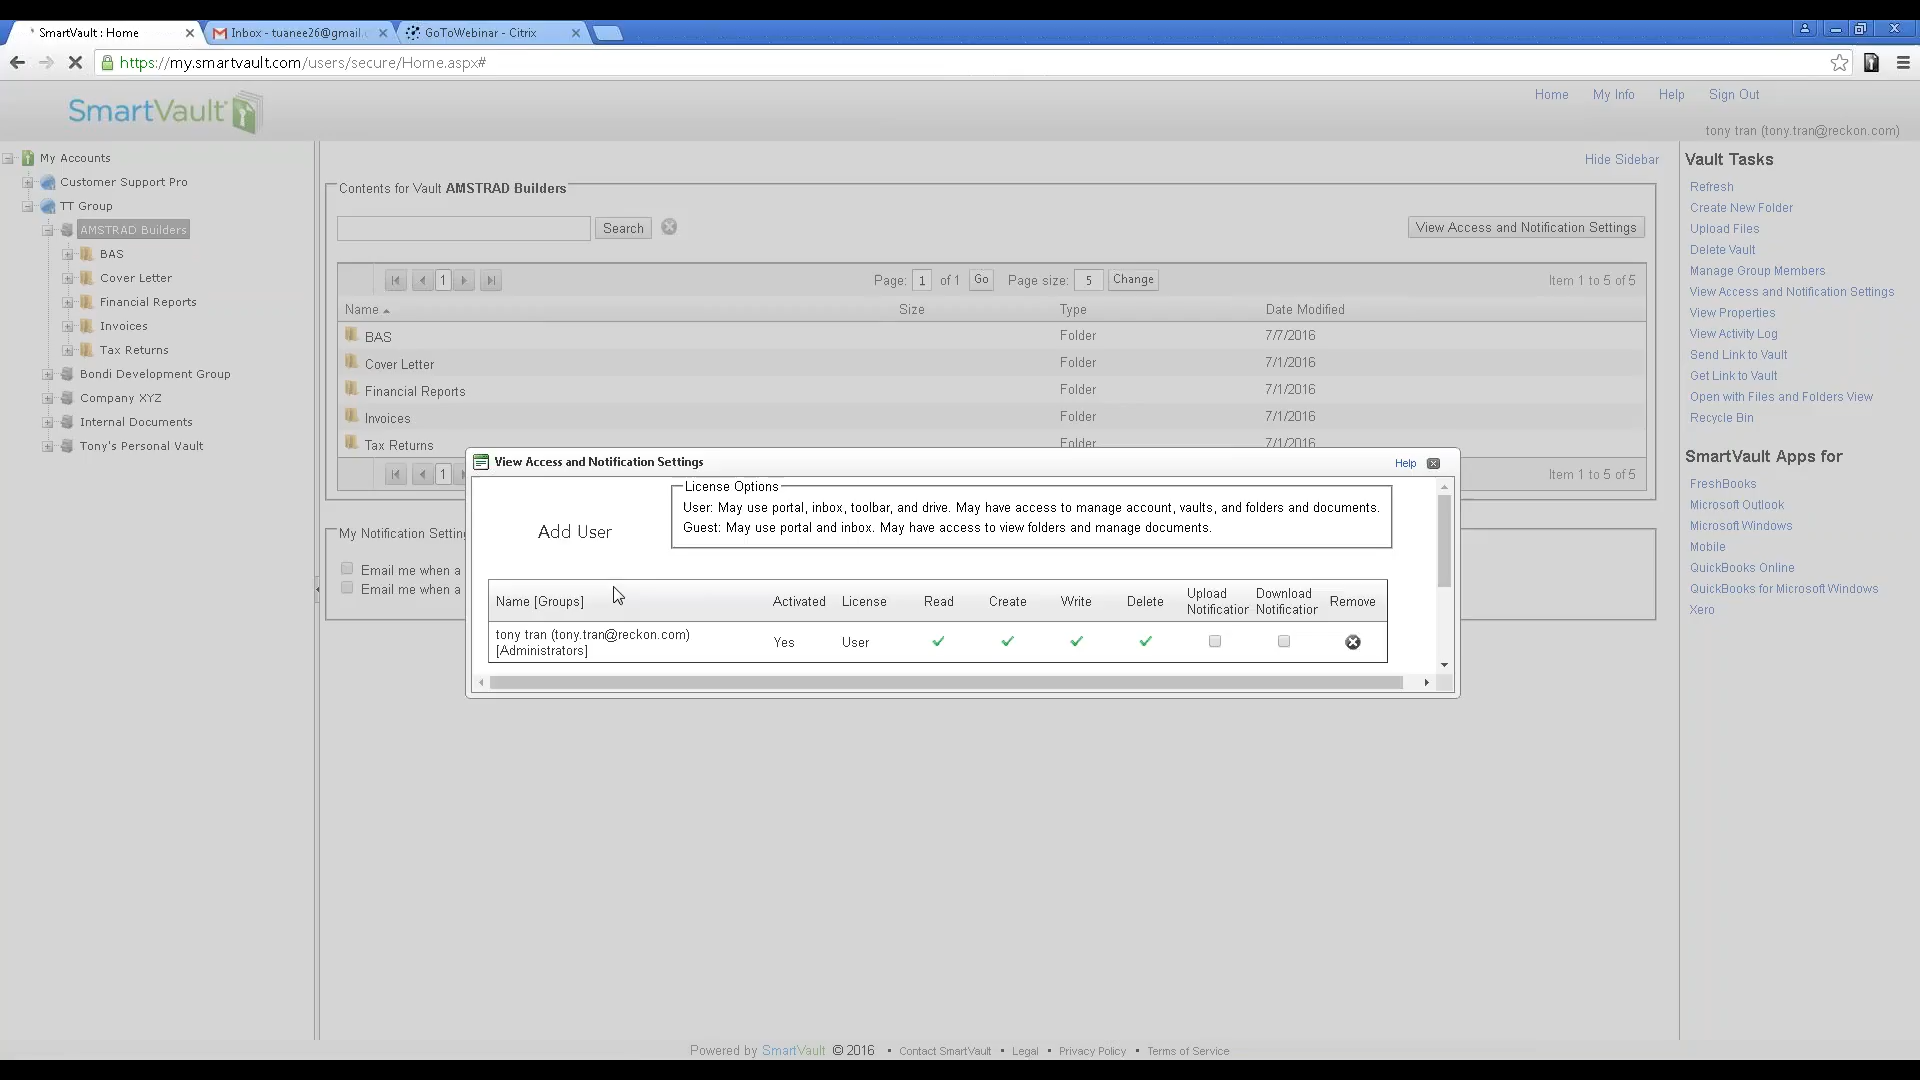 SmartVault : Home
Inbox - tuanee26@gmail.c
GoToWebinar - Citrix
https://my.smartvault.com/users/secure/Home.aspx#
SmartVault
Home My Info Help Sign Out
tony tran (tony.tran@reckon.com)
My Accounts
Customer Support Pro
TT Group
AMSTRAD Builders
BAS
Cover Letter
Financial Reports
Invoices
Tax Returns
Bondi Development Group
Company XYZ
Internal Documents
Tony's Personal Vault
Hide Sidebar
Contents for Vault AMSTRAD Builders
Search
View Access and Notification Settings
1 Page: 1 of 1 Go Page size: 5 Change Item 1 to 5 of 5
Name Size Type Date Modified
BAS Folder 7/7/2016
Cover Letter Folder 7/1/2016
Financial Reports Folder 7/1/2016
Invoices Folder 7/1/2016
Tax Returns Folder 7/1/2016
1 Item 1 to 5 of 5
My Notification Setting
Email me when a
Email me when a
View Access and Notification Settings Help
Add User
License Options
User: May use portal, inbox, toolbar, and drive. May have access to manage account, vaults, and folders and documents.
Guest: May use portal and inbox. May have access to view folders and manage documents.
Name [Groups] Activated License Read Create Write Delete Upload Notification Download Notification Remove
tony tran (tony.tran@reckon.com) Yes User
[Administrators]
Vault Tasks
Refresh
Create New Folder
Upload Files
Delete Vault
Manage Group Members
View Access and Notification Settings
View Properties
View Activity Log
Send Link to Vault
Get Link to Vault
Open with Files and Folders View
Recycle Bin
SmartVault Apps for
FreshBooks
Microsoft Outlook
Microsoft Windows
Mobile
QuickBooks Online
QuickBooks for Microsoft Windows
Xero
Powered by SmartVault © 2016 • Contact SmartVault • Legal • Privacy Policy • Terms of Service